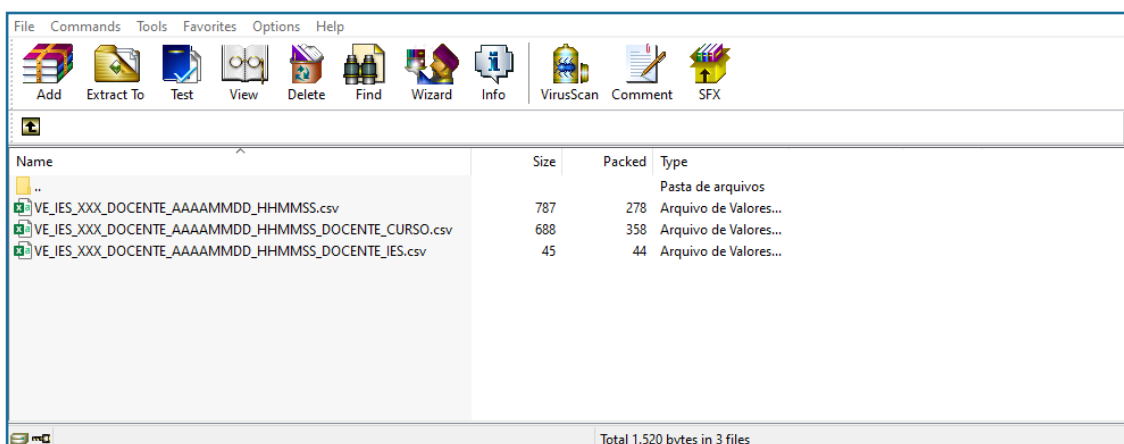 File Commands Tools Favorites Options Help
Add Extract To Test View Delete Find Wizard Info VirusScan Comment SFX
Name Size Packed Type
.. Pasta de arquivos
VE_IES_XXX_DOCENTE_AAAAMMDD_HHMMSS.csv 787 278 Arquivo de Valores...
VE_IES_XXX_DOCENTE_AAAAMMDD_HHMMSS_DOCENTE_CURSO.csv 688 358 Arquivo de Valores...
VE_IES_XXX_DOCENTE_AAAAMMDD_HHMMSS_DOCENTE_IES.csv 45 44 Arquivo de Valores...
Total 1.520 bytes in 3 files